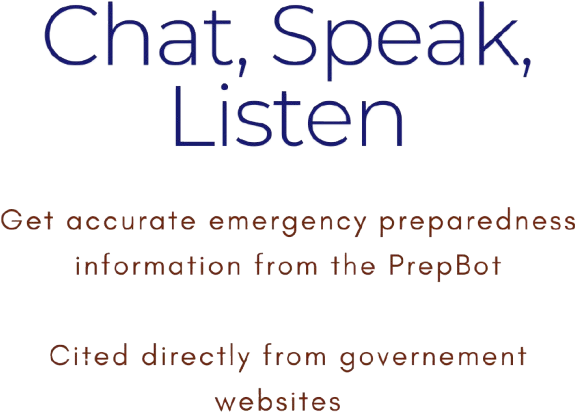 Chat, Speak,
Listen
Get accurate emergency preparedness
information from the PrepBot
Cited directly from governement
websites